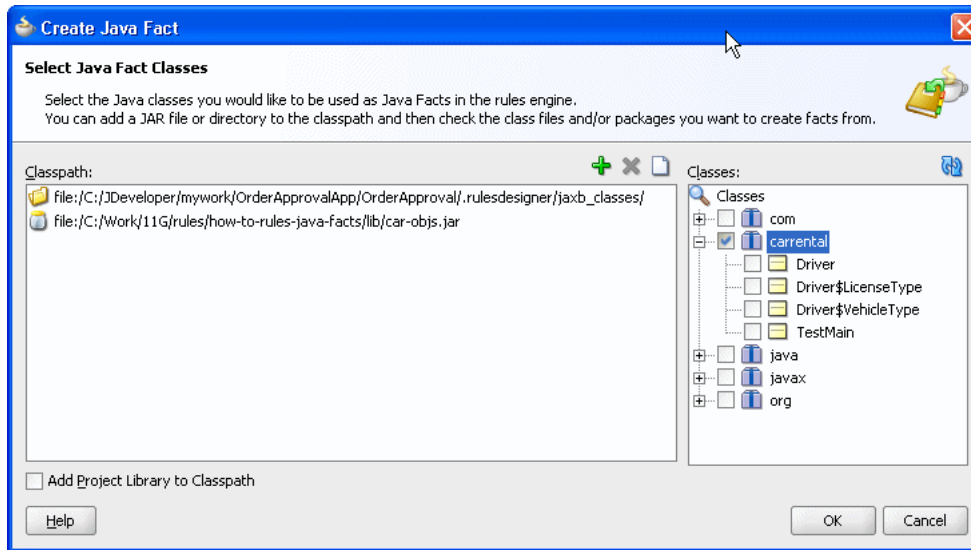 Create Java Fact
Select Java Fact Classes
Select the Java classes you would like to be used as Java Facts in the rules engine.
You can add a JAR file or directory to the classpath and then check the class files and/or packages you want to create facts from.
Classpath:
file:/C:/JDeveloper/mywork/OrderApprovalApp/OrderApproval/.rulesdesigner/jaxb_classes/
file:/C:/Work/11G/rules/how-to-rules-java-facts/lib/car-objs.jar
Classes:
Classes
com
carrental
Driver
Driver$LicenseType
Driver$VehicleType
TestMain
java
javax
org
Add Project Library to Classpath
Help
OK
Cancel